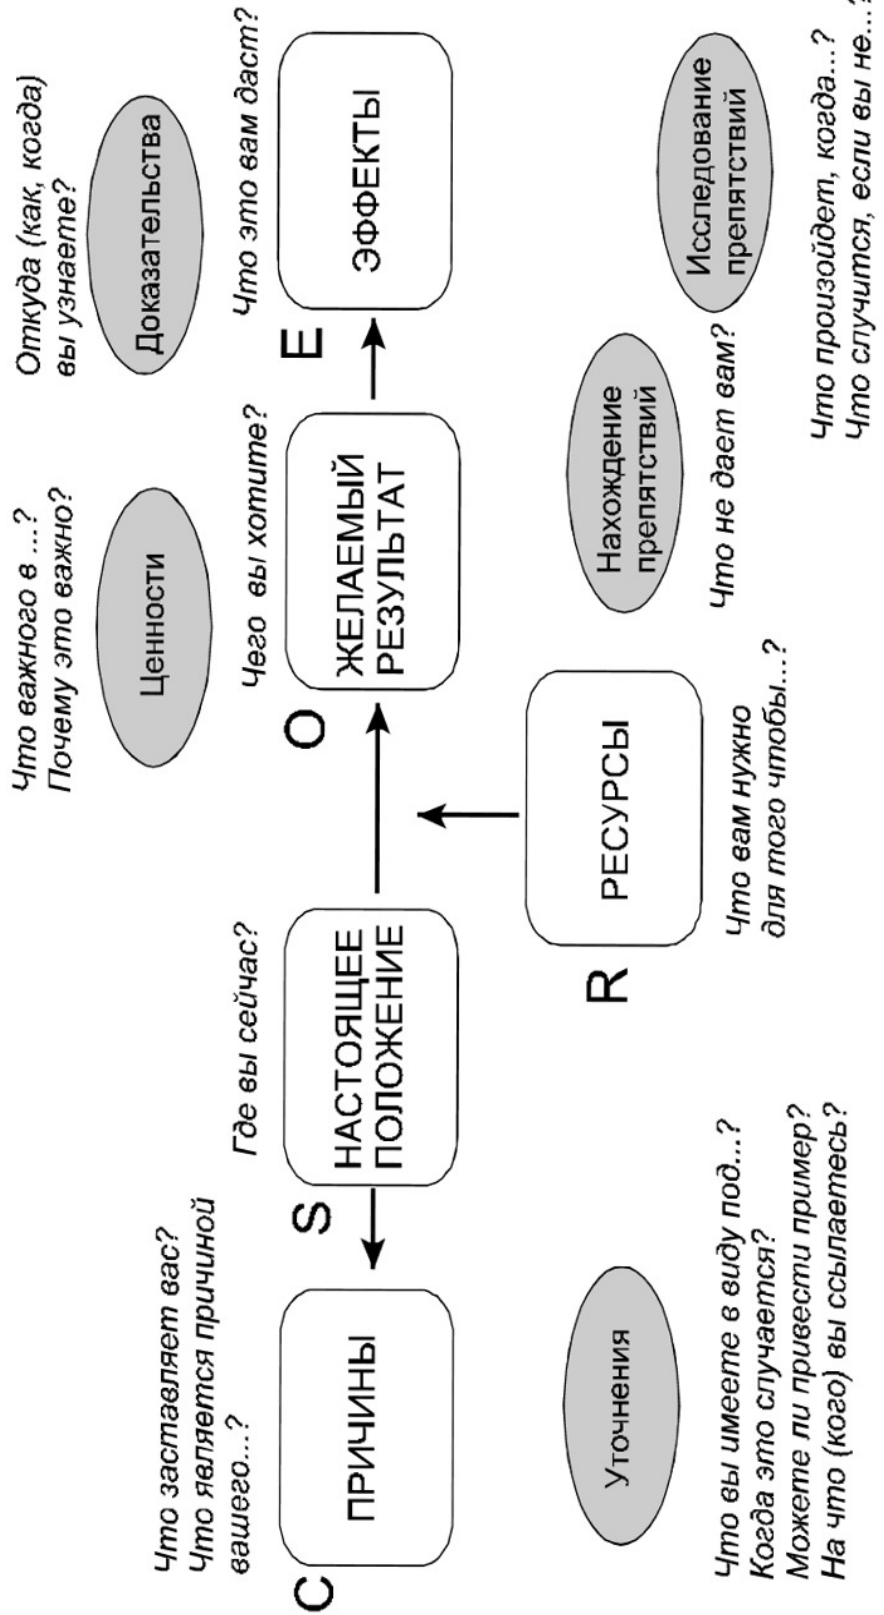 Что важного в ...?
Почему это важно?
Откуда (как, когда)
вы узнаете?
Ценности
Доказательства
Что заставляет вас?
Что является причиной
вашего...?
Где вы сейчас?
Чего вы хотите?
Что это вам даст?
C
ПРИЧИНЫ
S
НАСТОЯЩЕЕ
ПОЛОЖЕНИЕ
O
ЖЕЛАЕМЫЙ
РЕЗУЛЬТАТ
E
ЭФФЕКТЫ
Уточнения
R
РЕСУРСЫ
Нахождение
препятствий
Исследование
препятствий
Что вы имеете в виду под...?
Когда это случается?
Можете ли привести пример?
На что (кого) вы ссылаетесь?
Что вам нужно
для того чтобы...?
Что не дает вам?
Что произойдет, когда...?
Что случится, если вы не...?